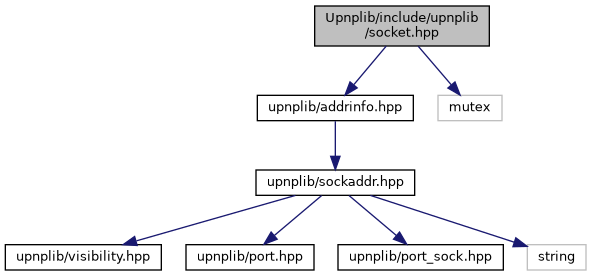 Upnplib/include/upnplib
/socket.hpp
upnplib/addrinfo.hpp
mutex
upnplib/sockaddr.hpp
upnplib/visibility.hpp
upnplib/port.hpp
upnplib/port_sock.hpp
string